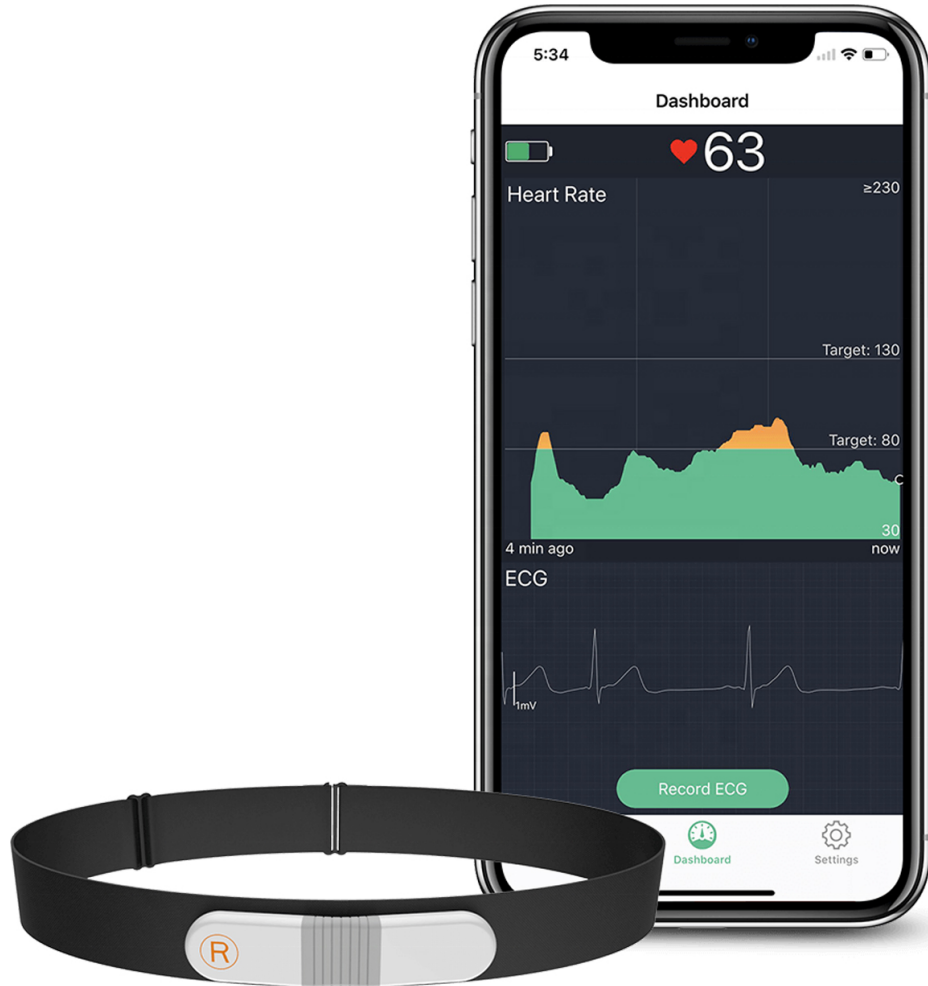 5:34
Dashboard
63
Heart Rate
≥230
Target: 130
Target: 80
C
30
4 min ago
now
ECG
1mV
Record ECG
Dashboard
Settings
R